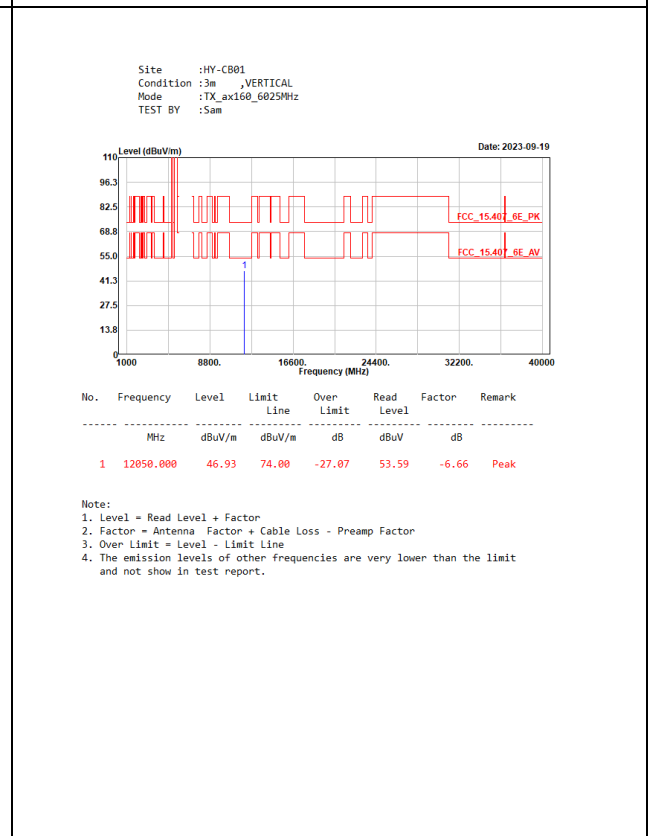 Site      :HY-CB01
Condition :3m    ,VERTICAL
Mode      :TX_ax160_6025MHz
TEST BY   :Sam
Level (dBuV/m)
Date: 2023-09-19
110
96.3
82.5
68.8
55.0
41.3
27.5
13.8
0
FCC_15.407_6E_PK
FCC_15.407_6E_AV
1
1000 8800. 16600. 24400. 32200. 40000
Frequency (MHz)
No. Frequency Level Limit Over Read Factor Remark
Line Limit Level
------ ----------- -------- --------- --------- --------- -------- ---------
MHz dBuV/m dBuV/m dB dBuV dB
1 12050.000 46.93 74.00 -27.07 53.59 -6.66 Peak
Note:
1. Level = Read Level + Factor
2. Factor = Antenna  Factor + Cable Loss - Preamp Factor
3. Over Limit = Level - Limit Line
4. The emission levels of other frequencies are very lower than the limit
and not show in test report.